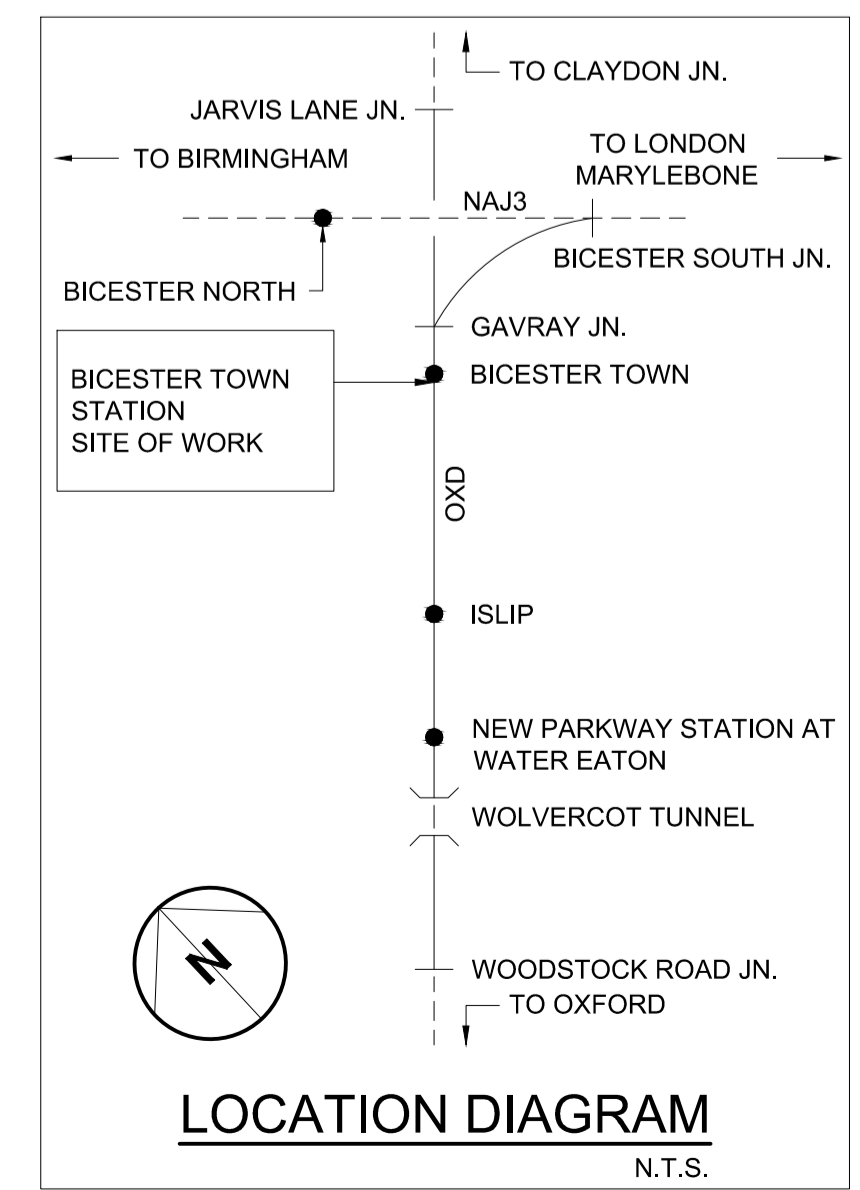 TO CLAYDON JN.
JARVIS LANE JN.
TO BIRMINGHAM
TO LONDON
MARYLEBONE
NAJ3
BICESTER SOUTH JN.
BICESTER NORTH
GAVRAY JN.
BICESTER TOWN
STATION
SITE OF WORK
BICESTER TOWN
OXD
ISLIP
NEW PARKWAY STATION AT
WATER EATON
WOLVERCOT TUNNEL
N
WOODSTOCK ROAD JN.
TO OXFORD
LOCATION DIAGRAM
N.T.S.